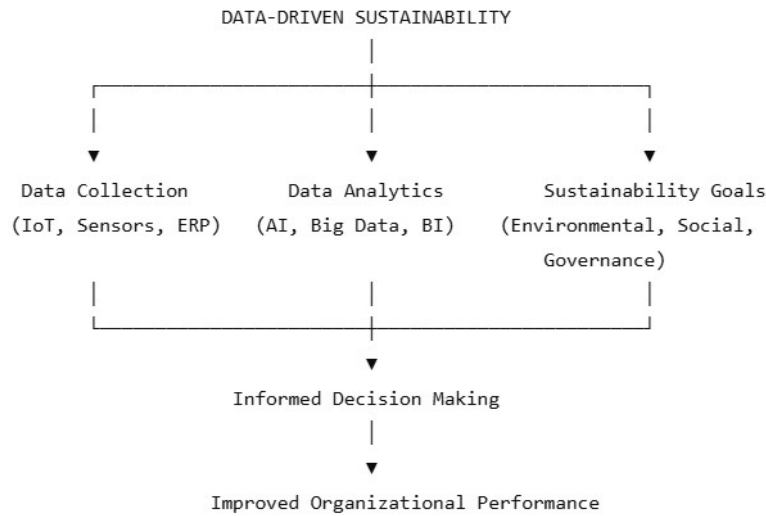 DATA-DRIVEN SUSTAINABILITY
Data Collection
(IoT, Sensors, ERP)
Data Analytics
(AI, Big Data, BI)
Sustainability Goals
(Environmental, Social,
Governance)
Informed Decision Making
Improved Organizational Performance